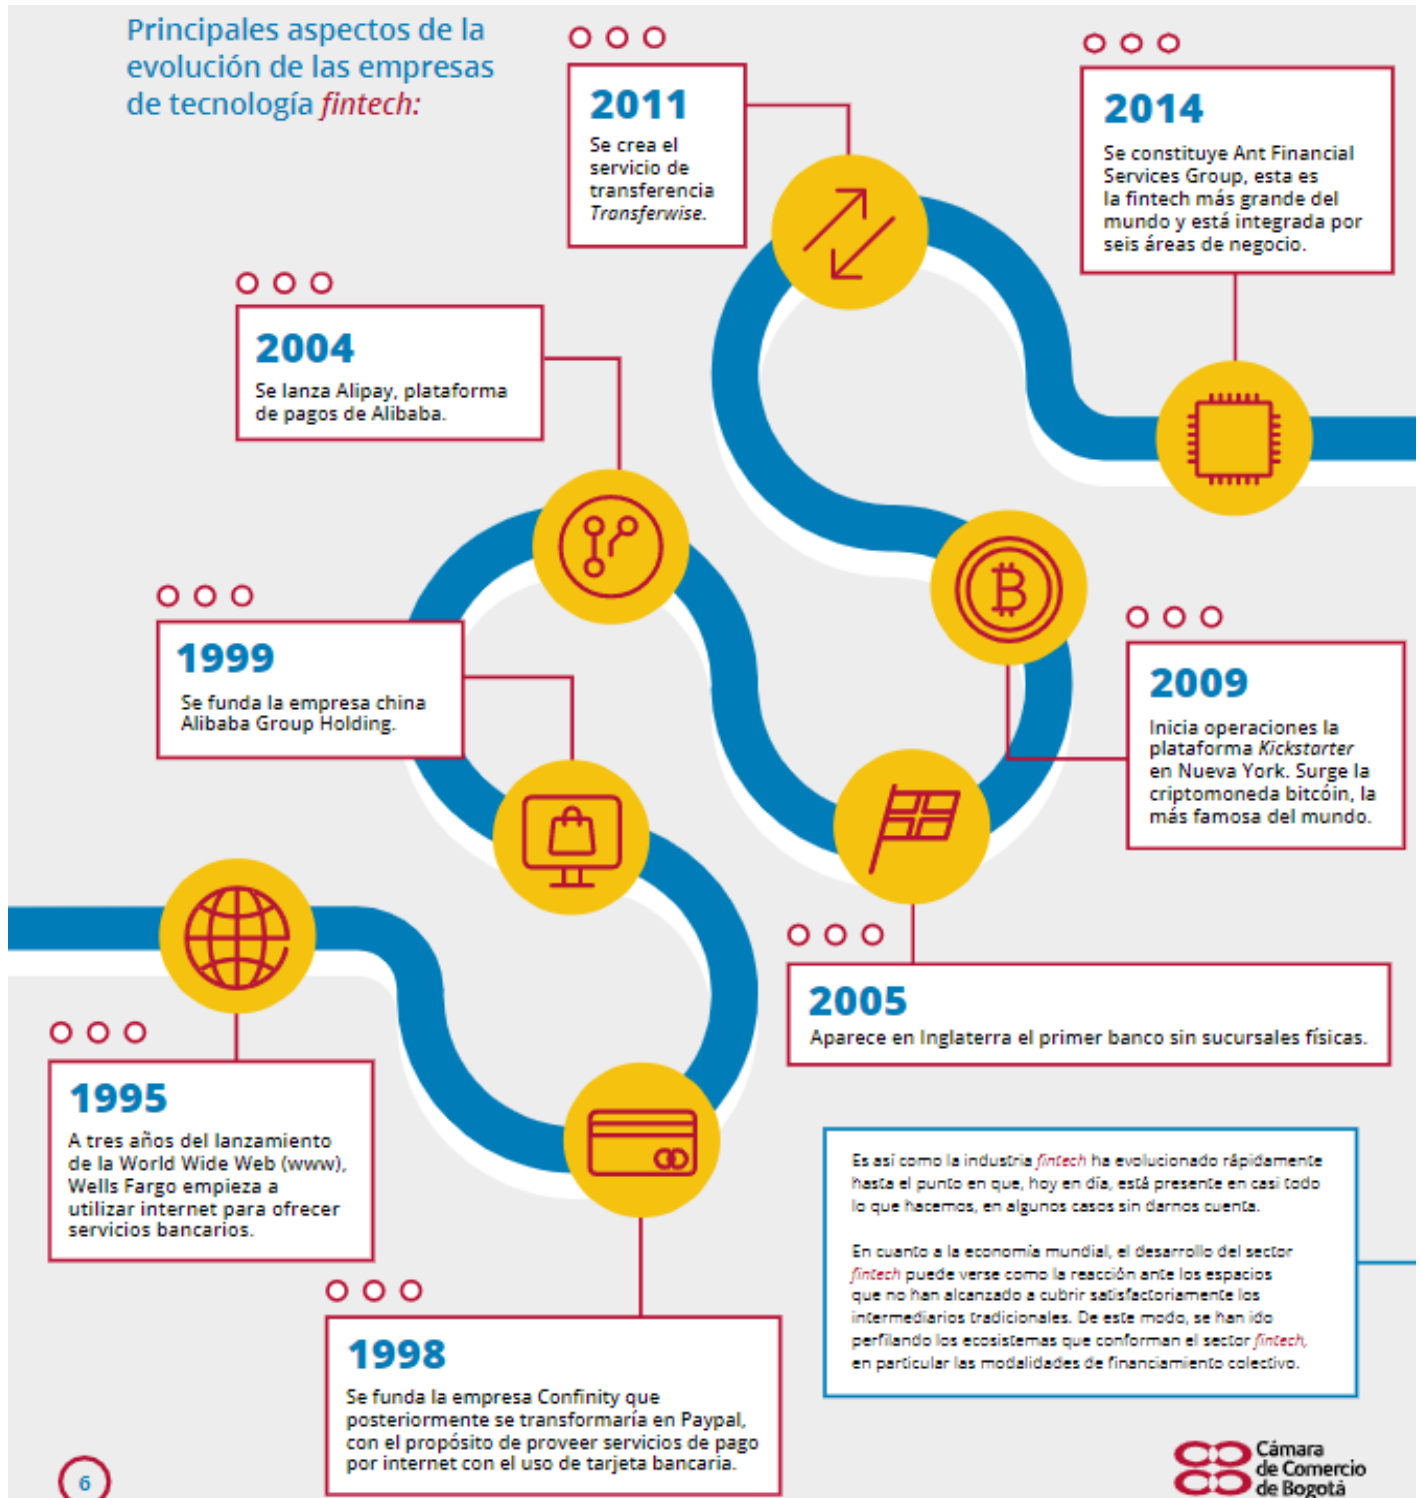 Principales aspectos de la
evolución de las empresas
de tecnología fintech:
2011
Se crea el
servicio de
transferencia
Transferwise.
2014
Se constituye Ant Financial
Services Group, esta es
la fintech más grande del
mundo y está integrada por
seis áreas de negocio.
2004
Se lanza Alipay, plataforma
de pagos de Alibaba.
1999
Se funda la empresa china
Alibaba Group Holding.
2009
Inicia operaciones la
plataforma Kickstarter
en Nueva York. Surge la
criptomoneda bitcóin, la
más famosa del mundo.
2005
Aparece en Inglaterra el primer banco sin sucursales físicas.
1995
A tres años del lanzamiento
de la World Wide Web (www),
Wells Fargo empieza a
utilizar internet para ofrecer
servicios bancarios.
1998
Se funda la empresa Confinity que
posteriormente se transformaría en Paypal,
con el propósito de proveer servicios de pago
por internet con el uso de tarjeta bancaria.
Es así como la industria fintech ha evolucionado rápidamente
hasta el punto en que, hoy en día, está presente en casi todo
lo que hacemos, en algunos casos sin darnos cuenta.
En cuanto a la economía mundial, el desarrollo del sector
fintech puede verse como la reacción ante los espacios
que no han alcanzado a cubrir satisfactoriamente los
intermediarios tradicionales. De este modo, se han ido
perfilando los ecosistemas que conforman el sector fintech,
en particular las modalidades de financiamiento colectivo.
6
Cámara
de Comercio
de Bogotá